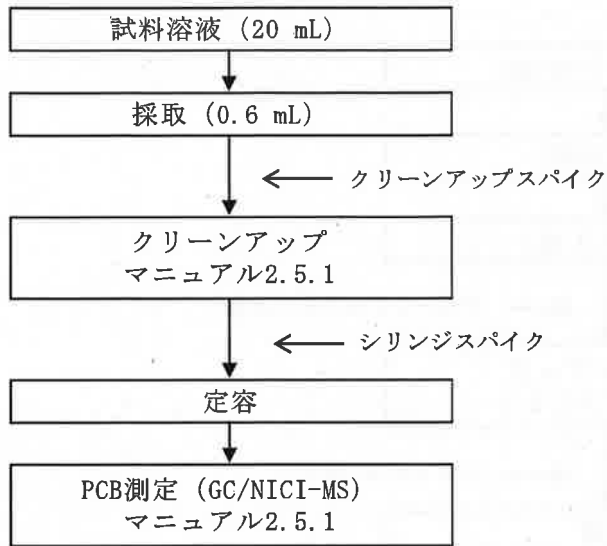 試料溶液 (20 mL)
採取 (0.6 mL)
クリーンアップスパイク
クリーンアップ
マニュアル2.5.1
シリンジスパイク
定容
PCB測定 (GC/NICI-MS)
マニュアル2.5.1